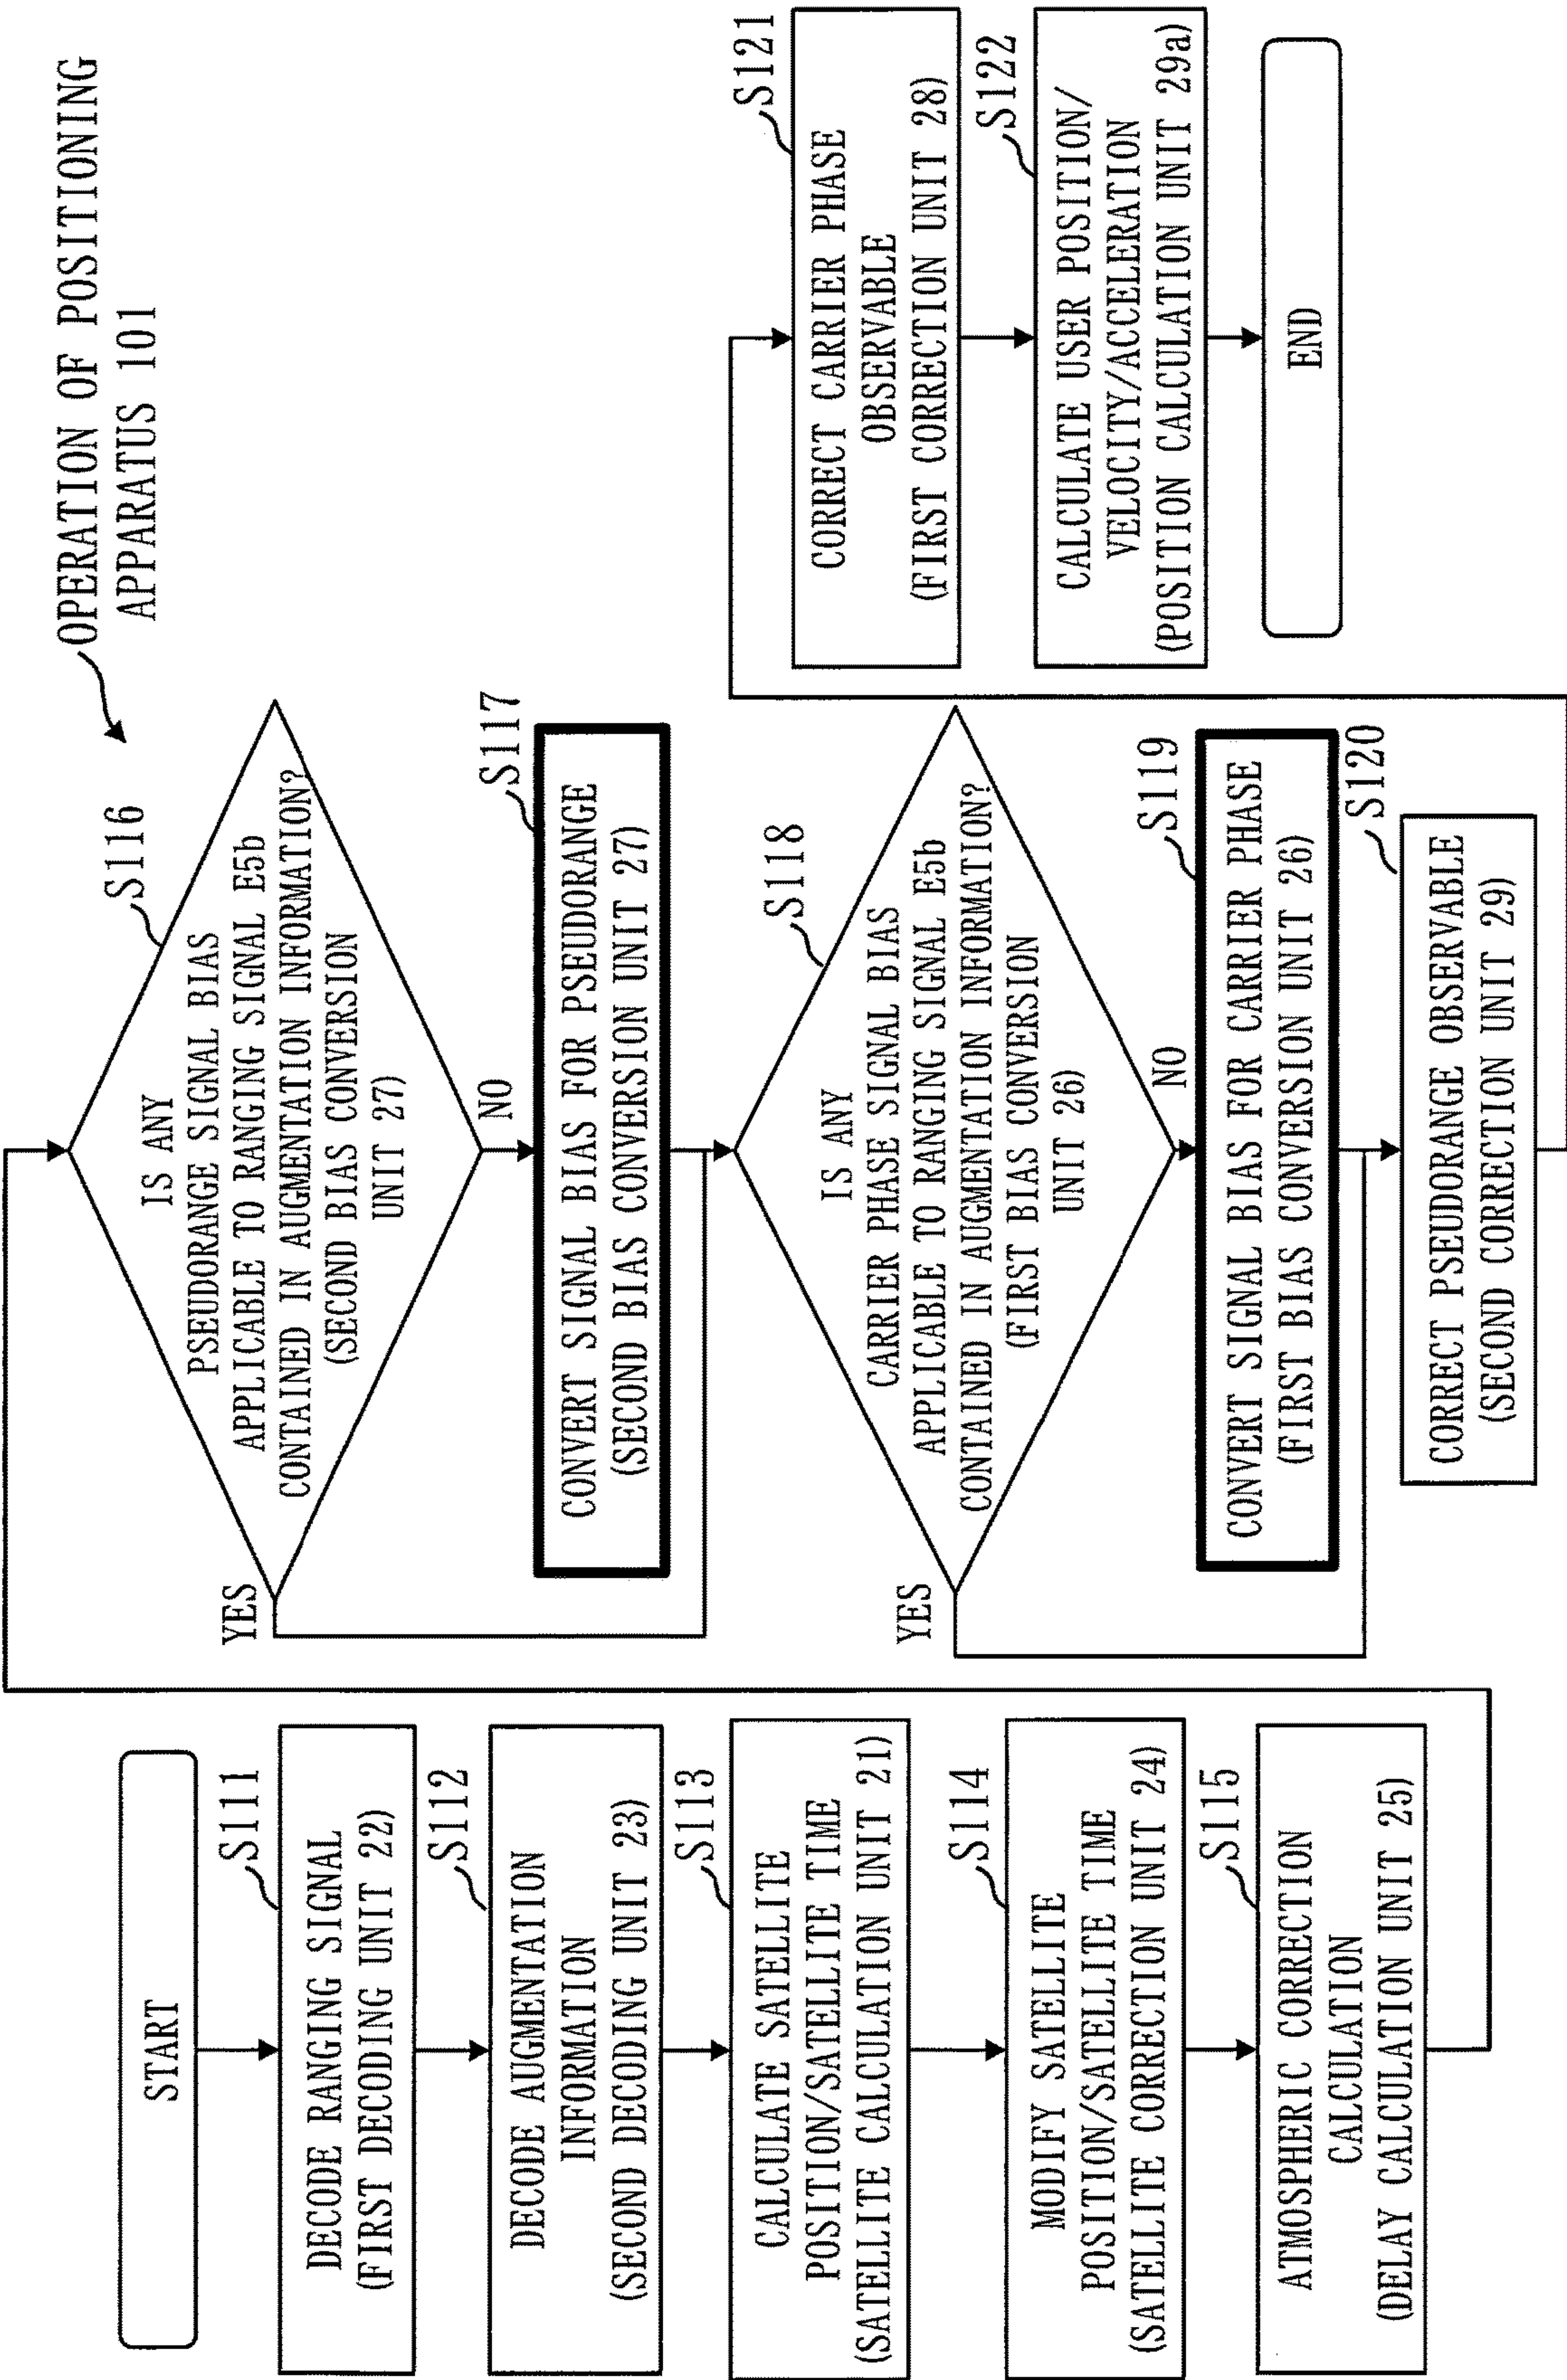 OPERATION OF POSITIONING
APPARATUS 101
START
S111
DECODE RANGING SIGNAL
(FIRST DECODING UNIT 22)
S112
DECODE AUGMENTATION
INFORMATION
(SECOND DECODING UNIT 23)
S113
CALCULATE SATELLITE
POSITION/SATELLITE TIME
(SATELLITE CALCULATION UNIT 21)
S114
MODIFY SATELLITE
POSITION/SATELLITE TIME
(SATELLITE CORRECTION UNIT 24)
S115
ATMOSPHERIC CORRECTION
CALCULATION
(DELAY CALCULATION UNIT 25)
S116
IS ANY
PSEUDORANGE SIGNAL BIAS
APPLICABLE TO RANGING SIGNAL E5b
CONTAINED IN AUGMENTATION INFORMATION?
(SECOND BIAS CONVERSION
UNIT 27)
YES
NO
S117
CONVERT SIGNAL BIAS FOR PSEUDORANGE
(SECOND BIAS CONVERSION UNIT 27)
S118
IS ANY
CARRIER PHASE SIGNAL BIAS
APPLICABLE TO RANGING SIGNAL E5b
CONTAINED IN AUGMENTATION INFORMATION?
(FIRST BIAS CONVERSION
UNIT 26)
YES
NO
S119
CONVERT SIGNAL BIAS FOR CARRIER PHASE
(FIRST BIAS CONVERSION UNIT 26)
S120
CORRECT PSEUDORANGE OBSERVABLE
(SECOND CORRECTION UNIT 29)
S121
CORRECT CARRIER PHASE
OBSERVABLE
(FIRST CORRECTION UNIT 28)
S122
CALCULATE USER POSITION/
VELOCITY/ACCELERATION
(POSITION CALCULATION UNIT 29a)
END